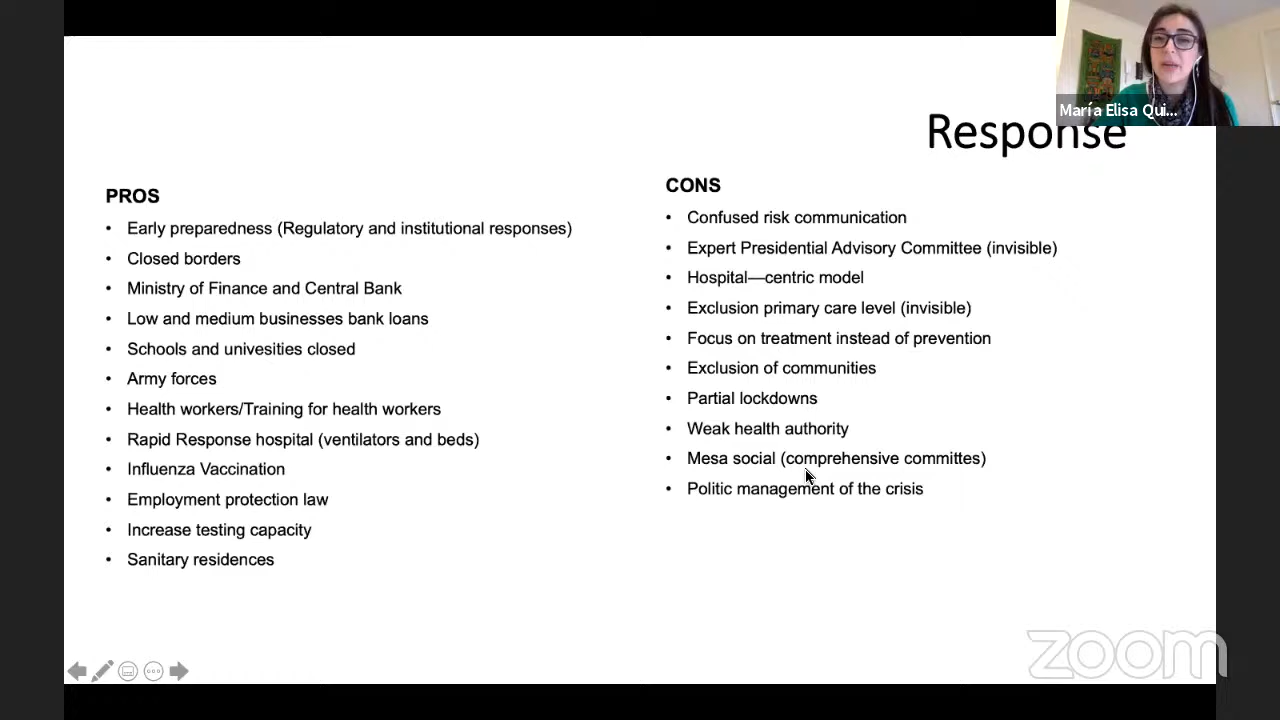 María Elisa Qui...
Response
PROS
• Early preparedness (Regulatory and institutional responses)
• Closed borders
• Ministry of Finance and Central Bank
• Low and medium businesses bank loans
• Schools and univesities closed
• Army forces
• Health workers/Training for health workers
• Rapid Response hospital (ventilators and beds)
• Influenza Vaccination
• Employment protection law
• Increase testing capacity
• Sanitary residences
CONS
• Confused risk communication
• Expert Presidential Advisory Committee (invisible)
• Hospital—centric model
• Exclusion primary care level (invisible)
• Focus on treatment instead of prevention
• Exclusion of communities
• Partial lockdowns
• Weak health authority
• Mesa social (comprehensive committes)
• Politic management of the crisis
zoom